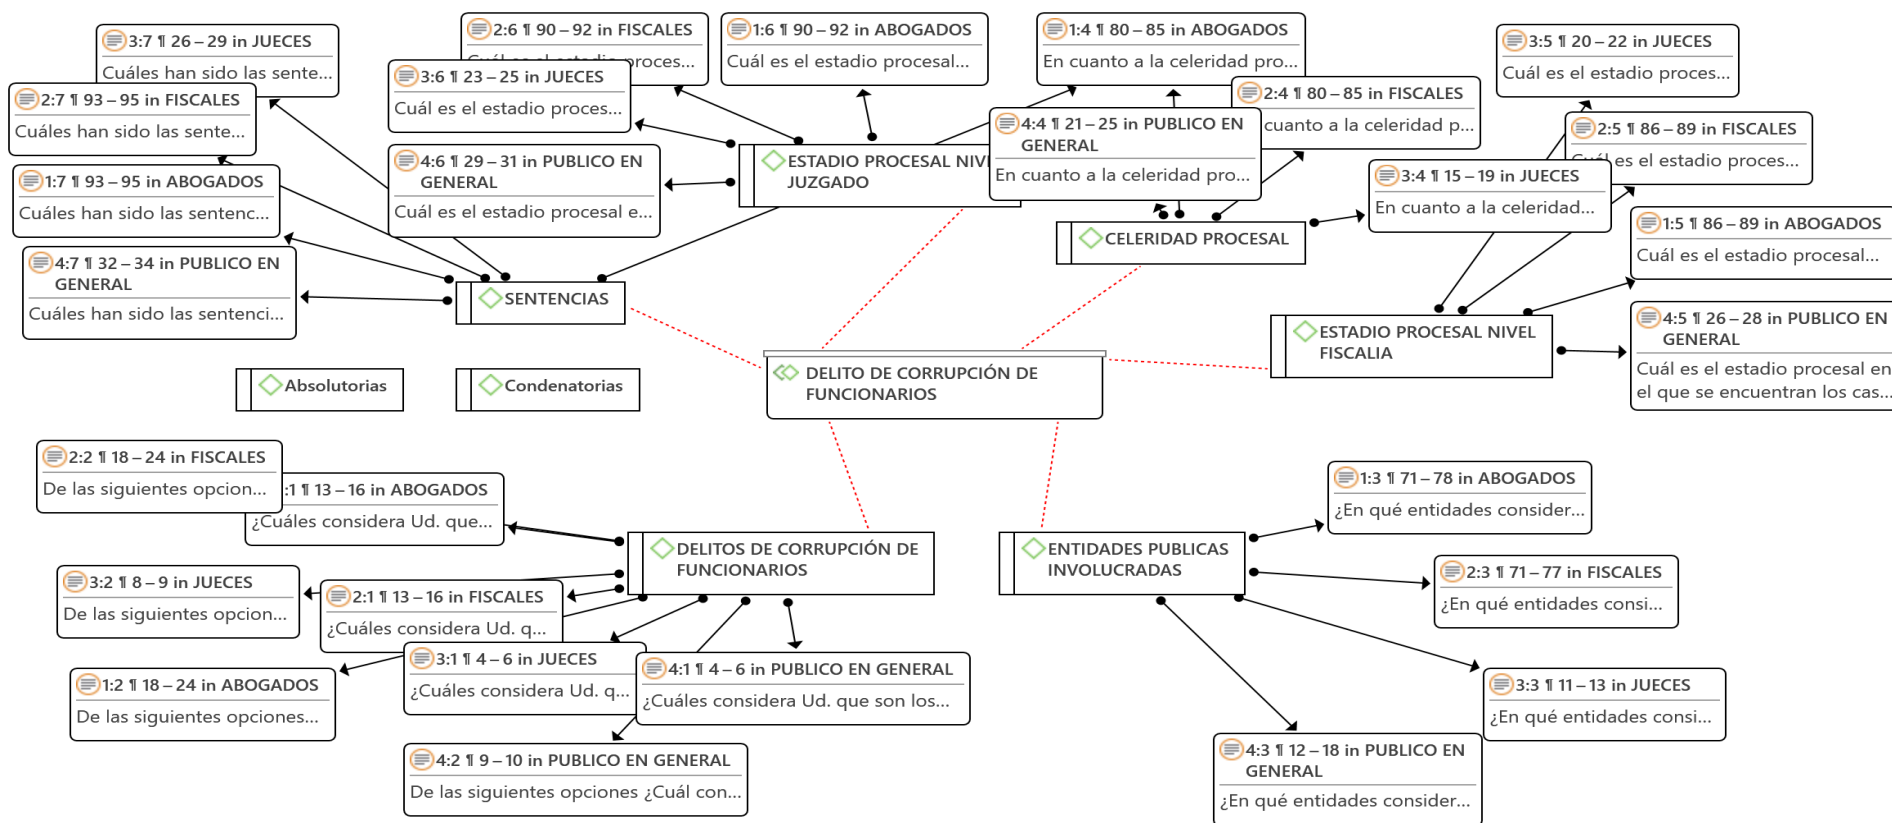 3:7 ¶ 26 – 29 in JUECES
Cuáles han sido las sente...
2:7 ¶ 93 – 95 in FISCALES
Cuáles han sido las sente...
1:7 ¶ 93 – 95 in ABOGADOS
Cuáles han sido las sentenc...
4:7 ¶ 32 – 34 in PUBLICO EN
GENERAL
Cuáles han sido las sentenci...
2:6 ¶ 90 – 92 in FISCALES
proces...
3:6 ¶ 23 – 25 in JUECES
Cuál es el estadio proces...
4:6 ¶ 29 – 31 in PUBLICO EN
GENERAL
Cuál es el estadio procesal e...
1:6 ¶ 90 – 92 in ABOGADOS
Cuál es el estadio procesal...
ESTADIO PROCESAL
JUZGADO
1:4 ¶ 80 – 85 in ABOGADOS
En cuanto a la celeridad pro...
2:4 ¶ 80 – 85 in FISCALES
cuanto a la celeridad p...
4:4 ¶ 21 – 25 in PUBLICO EN
GENERAL
En cuanto a la celeridad pro...
3:4 ¶ 15 – 19 in JUECES
En cuanto a la celeridad...
CELERIDAD PROCESAL
3:5 ¶ 20 – 22 in JUECES
Cuál es el estadio proces...
2:5 ¶ 86 – 89 in FISCALES
es el estadio proces...
1:5 ¶ 86 – 89 in ABOGADOS
Cuál es el estadio procesal...
4:5 ¶ 26 – 28 in PUBLICO EN
GENERAL
Cuál es el estadio procesal en
el que se encuentran los cas...
SENTENCIAS
ESTADIO PROCESAL NIVEL
FISCALIA
Absolutorias
Condenatorias
DELITO DE CORRUPCIÓN DE
FUNCIONARIOS
2:2 ¶ 18 – 24 in FISCALES
De las siguientes opcion...
:1 ¶ 13 – 16 in ABOGADOS
¿Cuáles considera Ud. que...
3:2 ¶ 8 – 9 in JUECES
De las siguientes opcion...
2:1 ¶ 13 – 16 in FISCALES
¿Cuáles considera Ud. q...
1:2 ¶ 18 – 24 in ABOGADOS
De las siguientes opciones...
3:1 ¶ 4 – 6 in JUECES
¿Cuáles considera Ud. q...
4:1 ¶ 4 – 6 in PUBLICO EN GENERAL
¿Cuáles considera Ud. que son los...
4:2 ¶ 9 – 10 in PUBLICO EN GENERAL
De las siguientes opciones ¿Cuál con...
DELITOS DE CORRUPCIÓN DE
FUNCIONARIOS
ENTIDADES PUBLICAS
INVOLUCRADAS
1:3 ¶ 71 – 78 in ABOGADOS
¿En qué entidades consider...
2:3 ¶ 71 – 77 in FISCALES
¿En qué entidades consi...
3:3 ¶ 11 – 13 in JUECES
¿En qué entidades consi...
4:3 ¶ 12 – 18 in PUBLICO EN
GENERAL
¿En qué entidades consider...